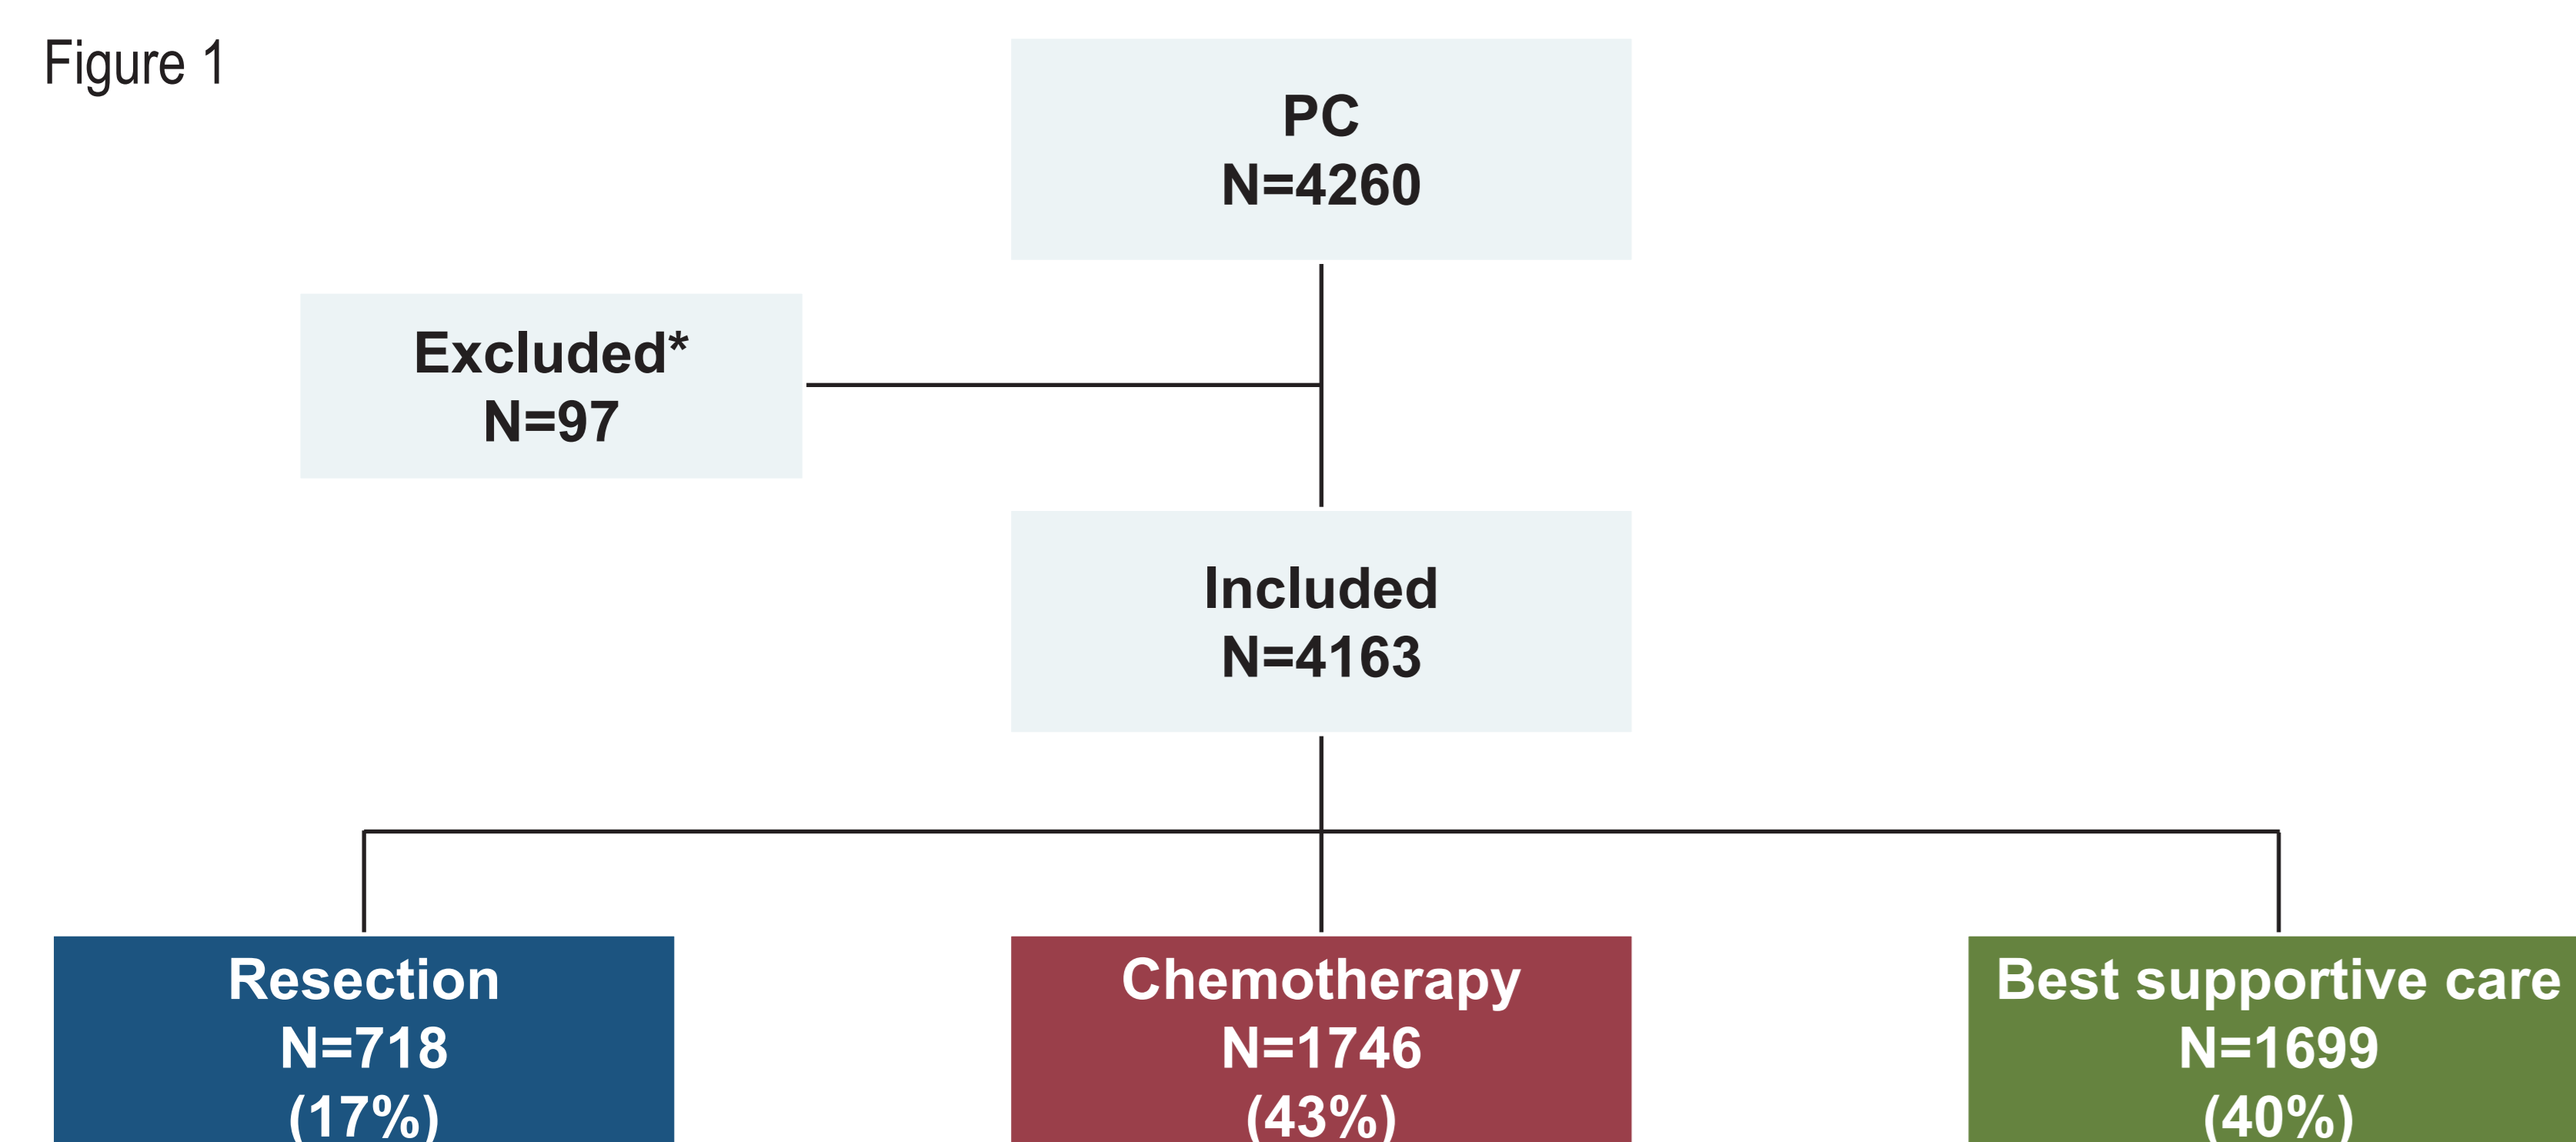 Figure 1
PC
N=4260
Excluded*
N=97
Included
N=4163
Resection
N=718
(17%)
Chemotherapy
N=1746
(43%)
Best supportive care
N=1699
(40%)